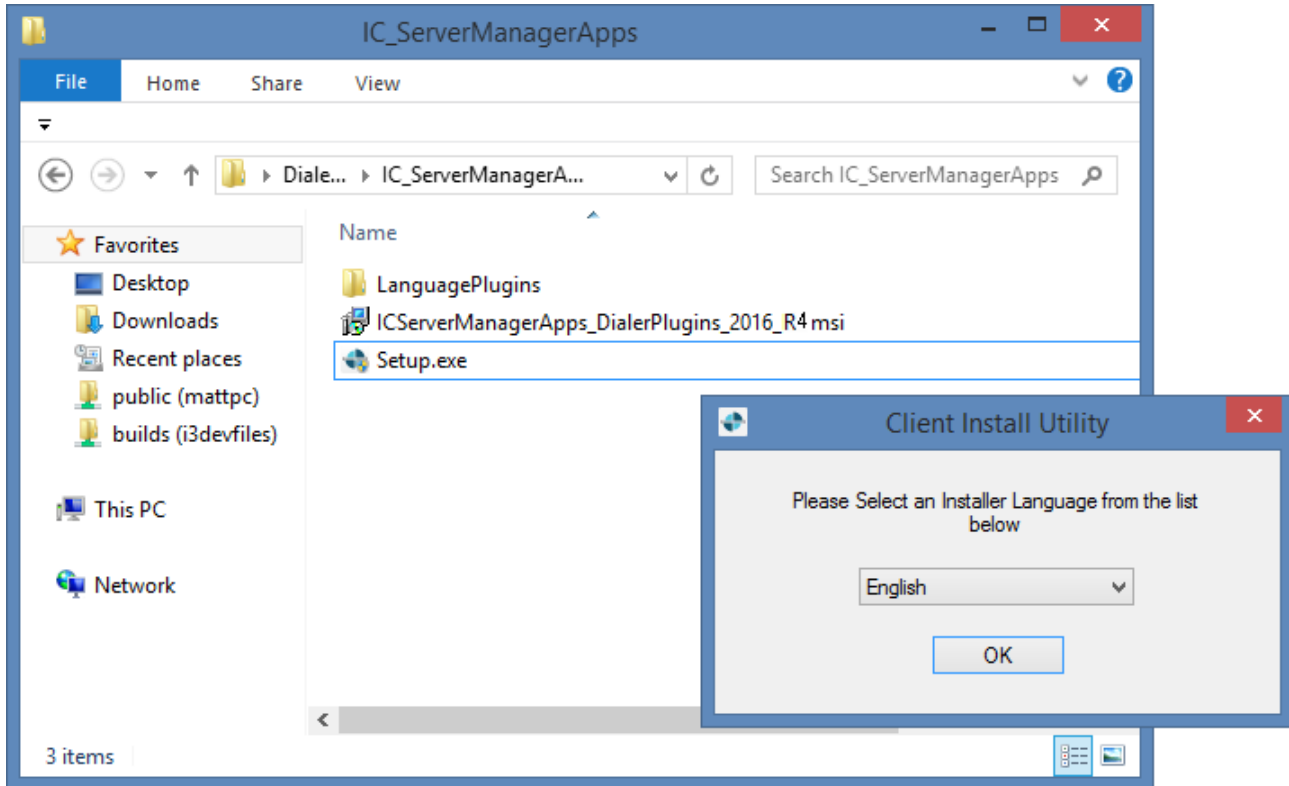 IC_ServerManagerApps
File Home Share View
Diale... IC_ServerManagerA... Search IC_ServerManagerApps
Favorites
Desktop
Downloads
Recent places
public (mattpc)
builds (i3devfiles)
This PC
Network
Name
LanguagePlugins
ICServerManagerApps_DialerPlugins_2016_R4 msi
Setup.exe
Client Install Utility
Please Select an Installer Language from the list
below
English
OK
3 items